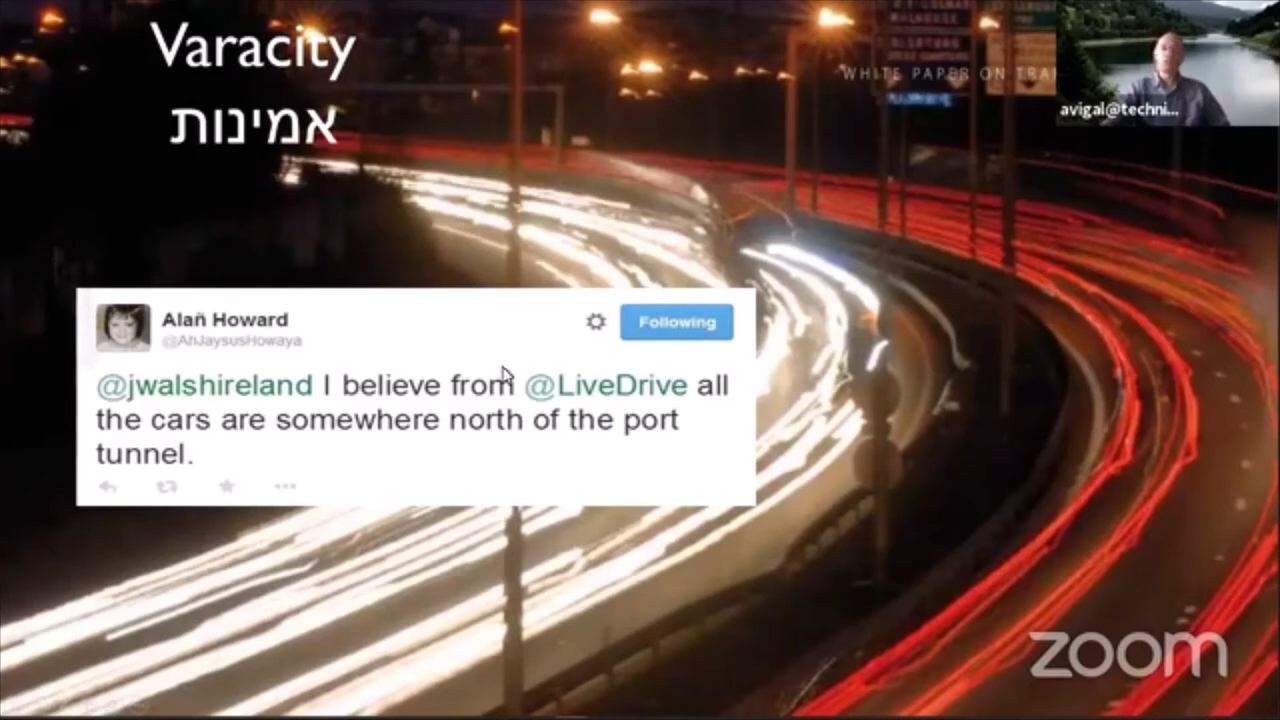 Varacity
אמינות
WHITE PAPER ON TRA
avigal@techni...
Alan̈ Howard
@AhJaysusHowaya
Following
@jwalshireland I believe from @LiveDrive all
the cars are somewhere north of the port
tunnel.
zoom